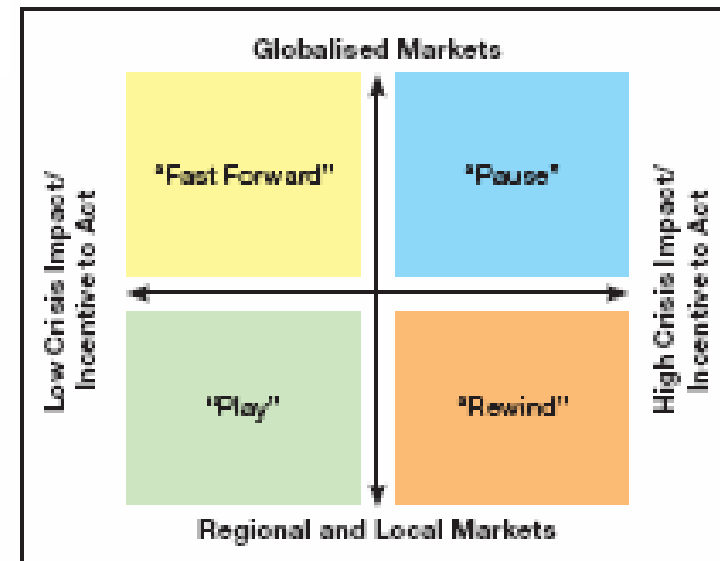 Globalised Markets
"Fast Forward"
"Pause"
Low Crisis Impact/
Incentive to Act
High Crisis Impact/
Incentive to Act
"Play"
"Rewind"
Regional and Local Markets